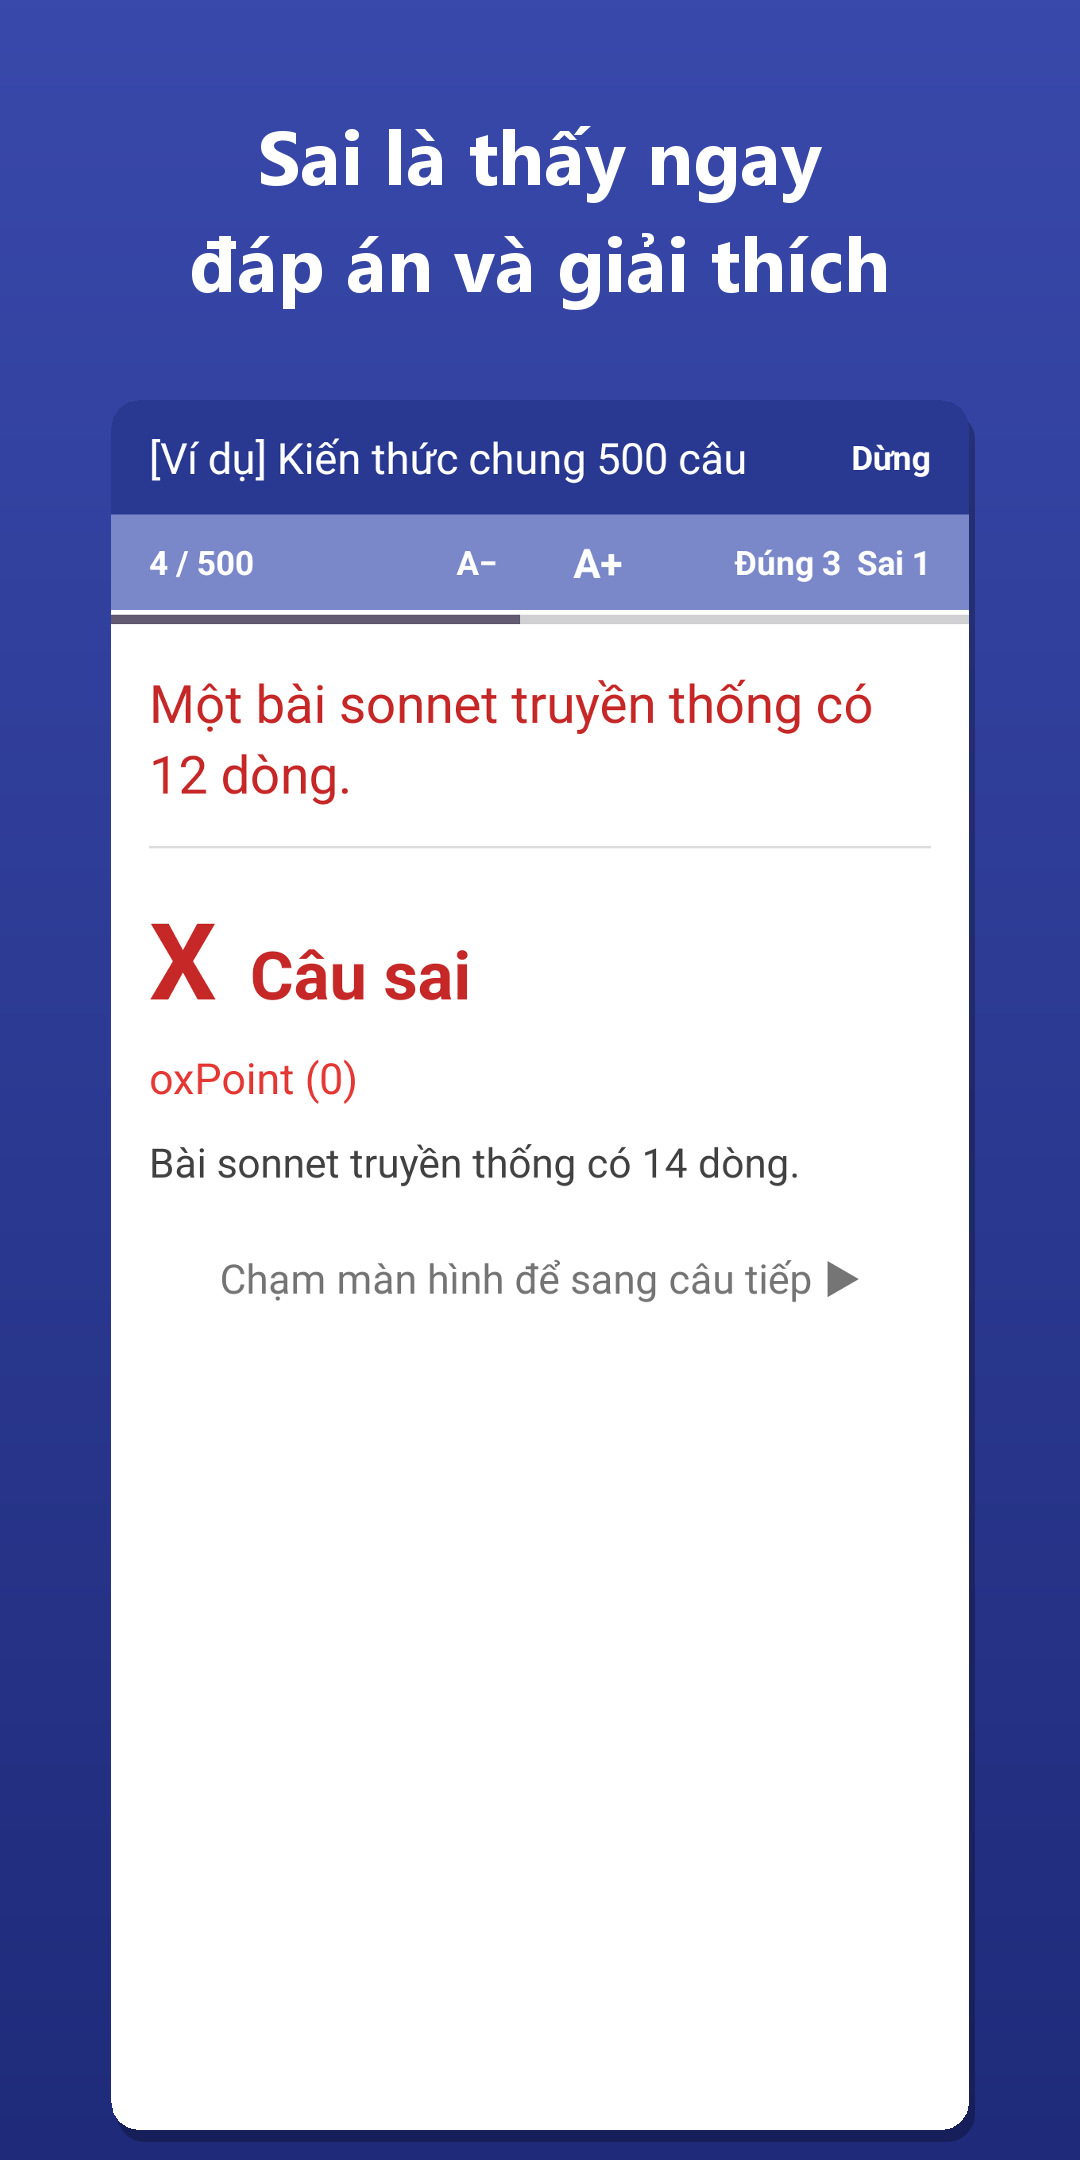 Sai là thấy ngay
đáp án và giải thích
[Ví dụ] Kiến thức chung 500 câu
Dừng
4 / 500
A−
A+
Đúng 3 Sai 1
Một bài sonnet truyền thống có
12 dòng.
X Câu sai
oxPoint (0)
Bài sonnet truyền thống có 14 dòng.
Chạm màn hình để sang câu tiếp ▶